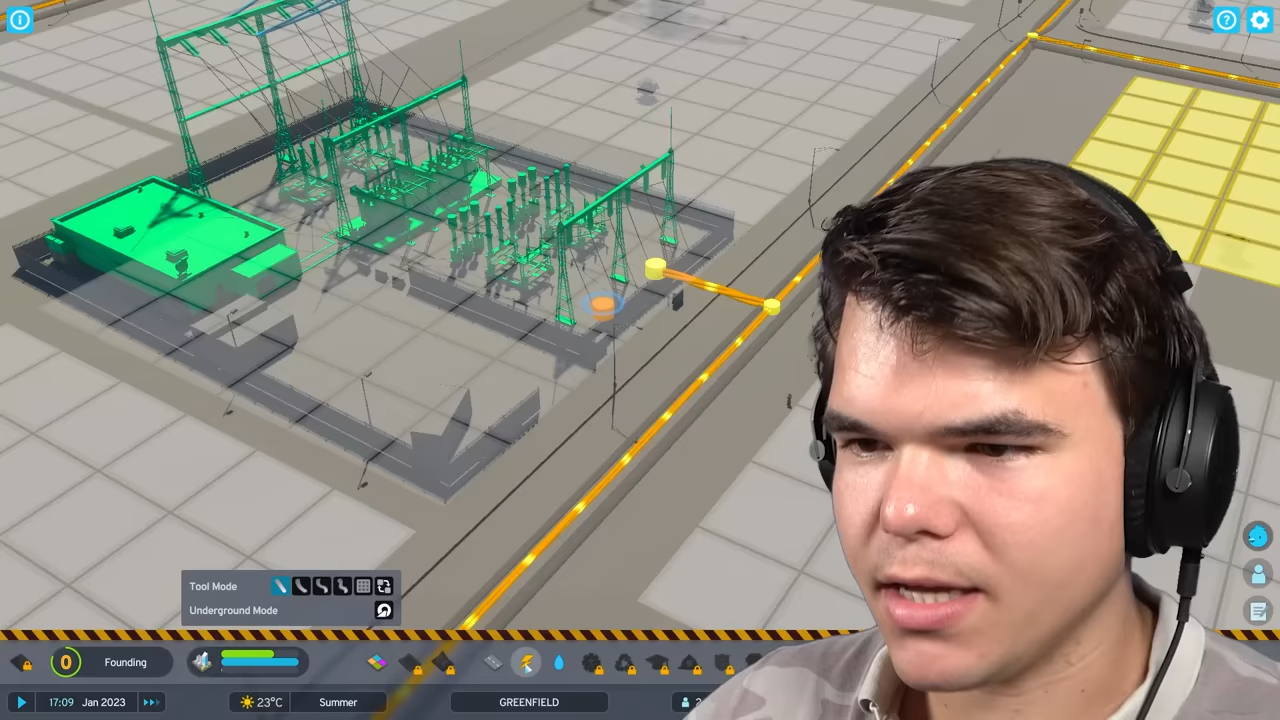 Tool Mode
Underground Mode
0 Founding
17:09 Jan 2023
23°C Summer
GREENFIELD